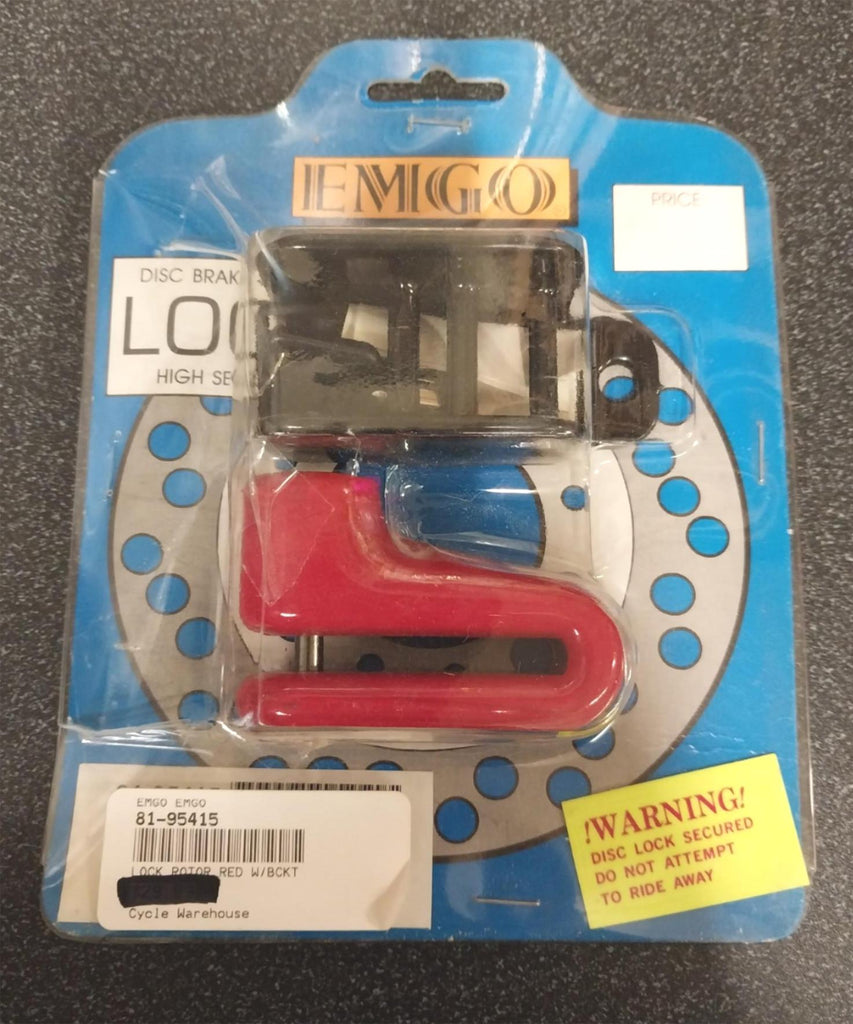 EMGO
PRICE
DISC BRAK
LOC
HIGH SE
EMGO EMGO
81-95415
LOCK ROTOR RED W/BCKT
Cycle Warehouse
!WARNING!
DISC LOCK SECURED
DO NOT ATTEMPT
TO RIDE AWAY